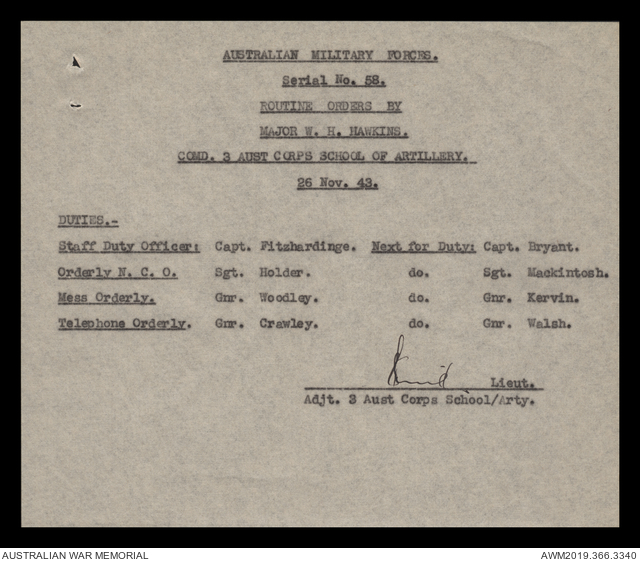 AUSTRALIAN MILITARY FORCES.
Serial No. 58.
ROUTINE ORDERS BY
MAJOR W. H. HAWKINS.
COMD. 3 AUST CORPS SCHOOL OF ARTILLERY.
26 Nov. 43.
DUTIES.-
Staff Duty Officer: Capt. Fitzhardinge. Next for Duty: Capt. Bryant.
Orderly N. C. O. Sgt. Holder. do. Sgt. Mackintosh.
Mess Orderly. Gnr. Woodley. do. Gnr. Kervin.
Telephone Orderly. Gnr. Crawley. do. Gnr. Walsh.
Lieut.
Adjt. 3 Aust Corps School/Arty.
AUSTRALIAN WAR MEMORIAL AWM2019.366.3340